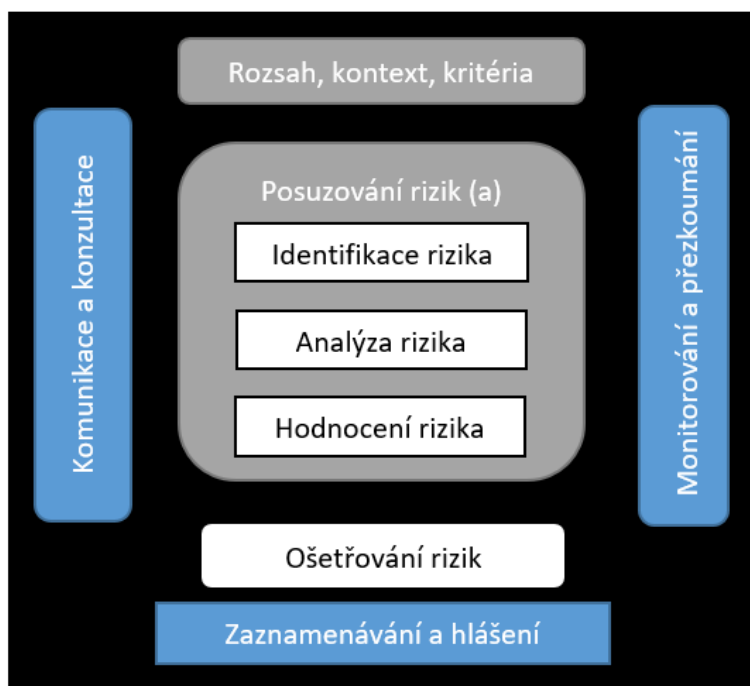 Rozsah, kontext, kritéria
Komunikace a konzultace
Posuzování rizik (a)
Identifikace rizika
Analýza rizika
Hodnocení rizika
Monitorování a přezkoumání
Ošetřování rizik
Zaznamenávání a hlášení